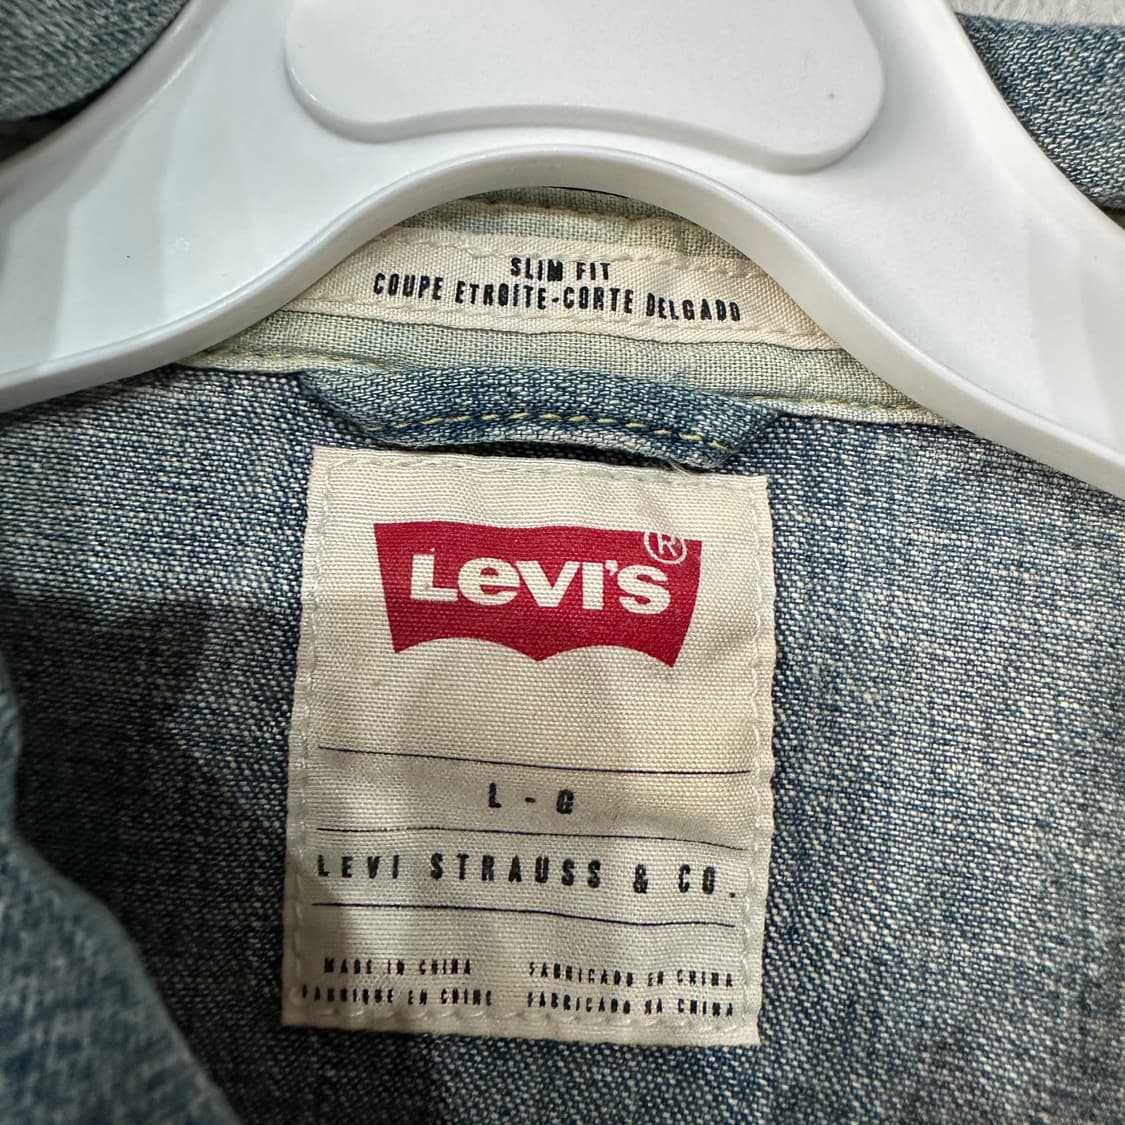 SLIM FIT
COUPE ETROITE-CORTE DELGADO
Levi's®
L - G
LEVI STRAUSS & CO.
MADE IN CHINA
FABRIQUE EN CHINE
FABRICADO EN CHINA
FABRICADO NA CHINA